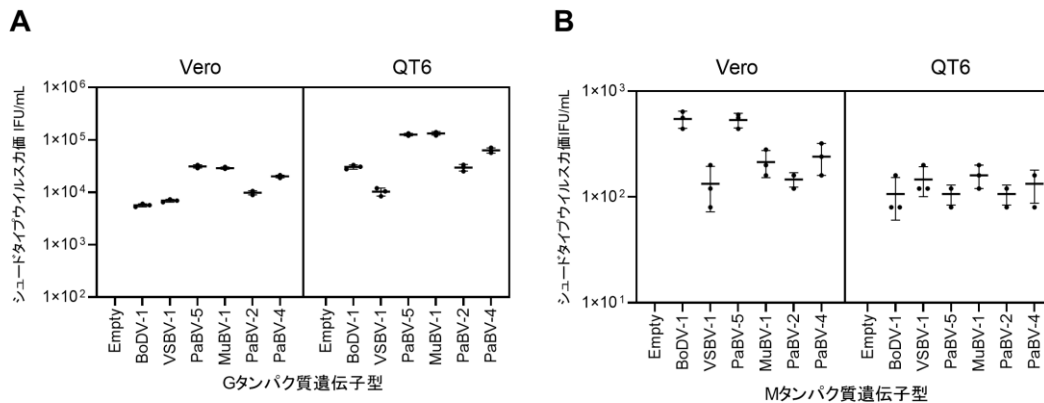 A
Vero
QT6
シュードタイプウイルス力価 IFU/mL
1×10⁶
1×10⁵
1×10⁴
1×10³
1×10²
Empty
BoDV-1
VSBV-1
PaBV-5
MuBV-1
PaBV-2
PaBV-4
Empty
BoDV-1
VSBV-1
PaBV-5
MuBV-1
PaBV-2
PaBV-4
Gタンパク質遺伝子型
B
Vero
QT6
シュードタイプウイルス力価IFU/mL
1×10³
1×10²
1×10¹
Empty
BoDV-1
VSBV-1
PaBV-5
MuBV-1
PaBV-2
PaBV-4
Empty
BoDV-1
VSBV-1
PaBV-5
MuBV-1
PaBV-2
PaBV-4
Mタンパク質遺伝子型